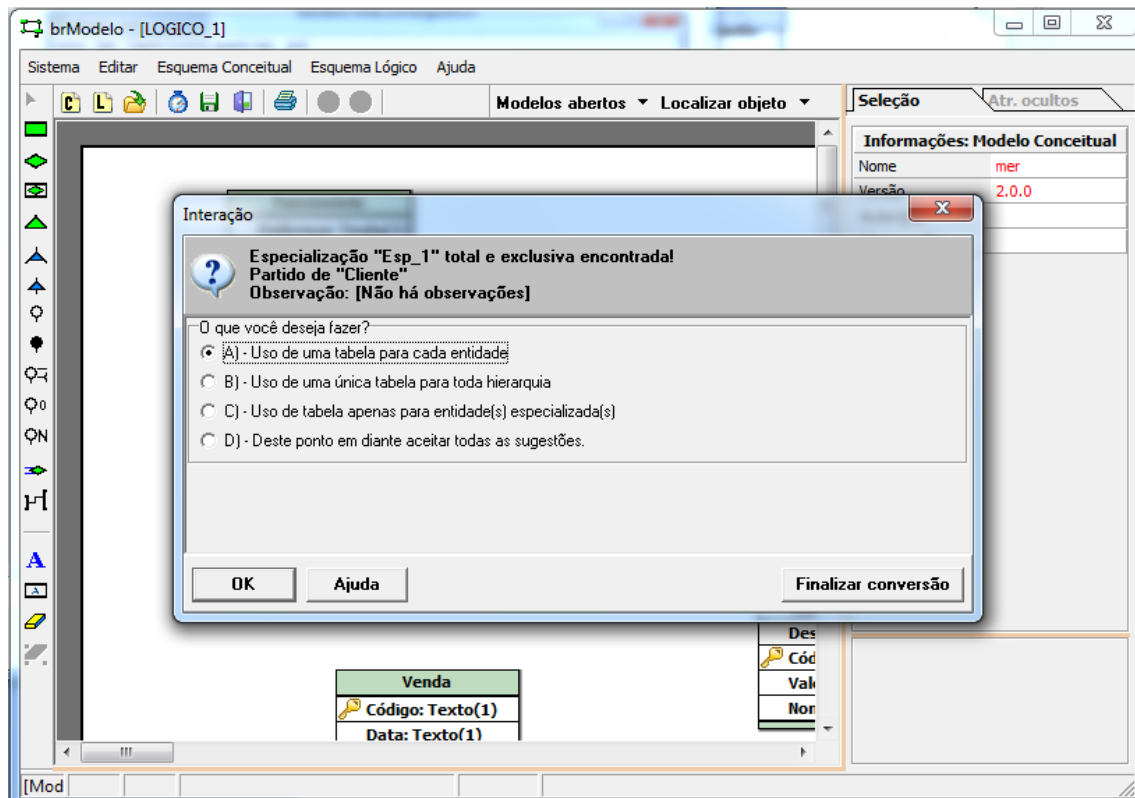 brModelo - [LOGICO_1]
Sistema Editar Esquema Conceitual Esquema Lógico Ajuda
C L Modelos abertos Localizar objeto
Seleção Atr. ocultos
Informações: Modelo Conceitual
Nome mer
Versão 2.0.0
Interação
?
Especialização "Esp_1" total e exclusiva encontrada!
Partido de "Cliente"
Observação: [Não há observações]
O que você deseja fazer?
A) - Uso de uma tabela para cada entidade
B) - Uso de uma única tabela para toda hierarquia
C) - Uso de tabela apenas para entidade(s) especializada(s)
D) - Deste ponto em diante aceitar todas as sugestões.
OK Ajuda Finalizar conversão
0
N
A
A
Des
Cód
Valo
Nom
Venda
Código: Texto(1)
Data: Texto(1)
[Mod